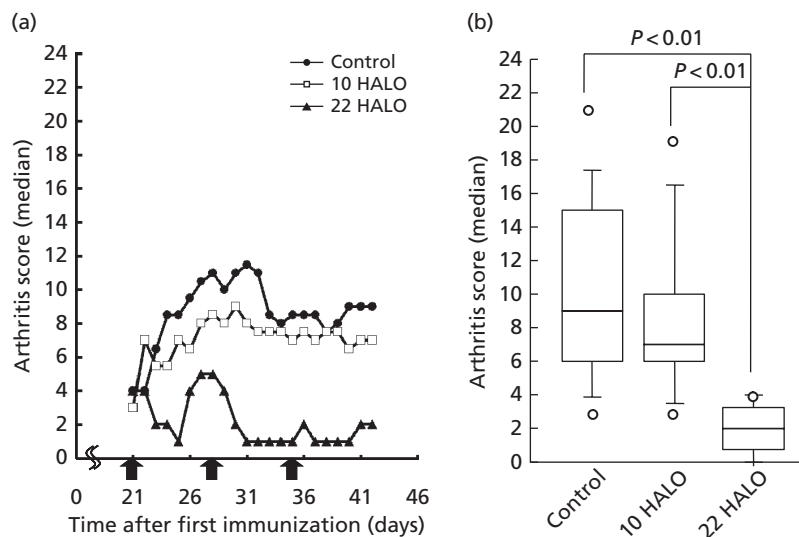 (a)
24
22
20
18
16
14
12
10
8
6
4
2
0
Arthritis score (median)
Control
10 HALO
22 HALO
0 21 26 31 36 42 46
Time after first immunization (days)
(b)
P < 0.01
P < 0.01
24
22
20
18
16
14
12
10
8
6
4
2
0
Arthritis score (median)
Control
10 HALO
22 HALO